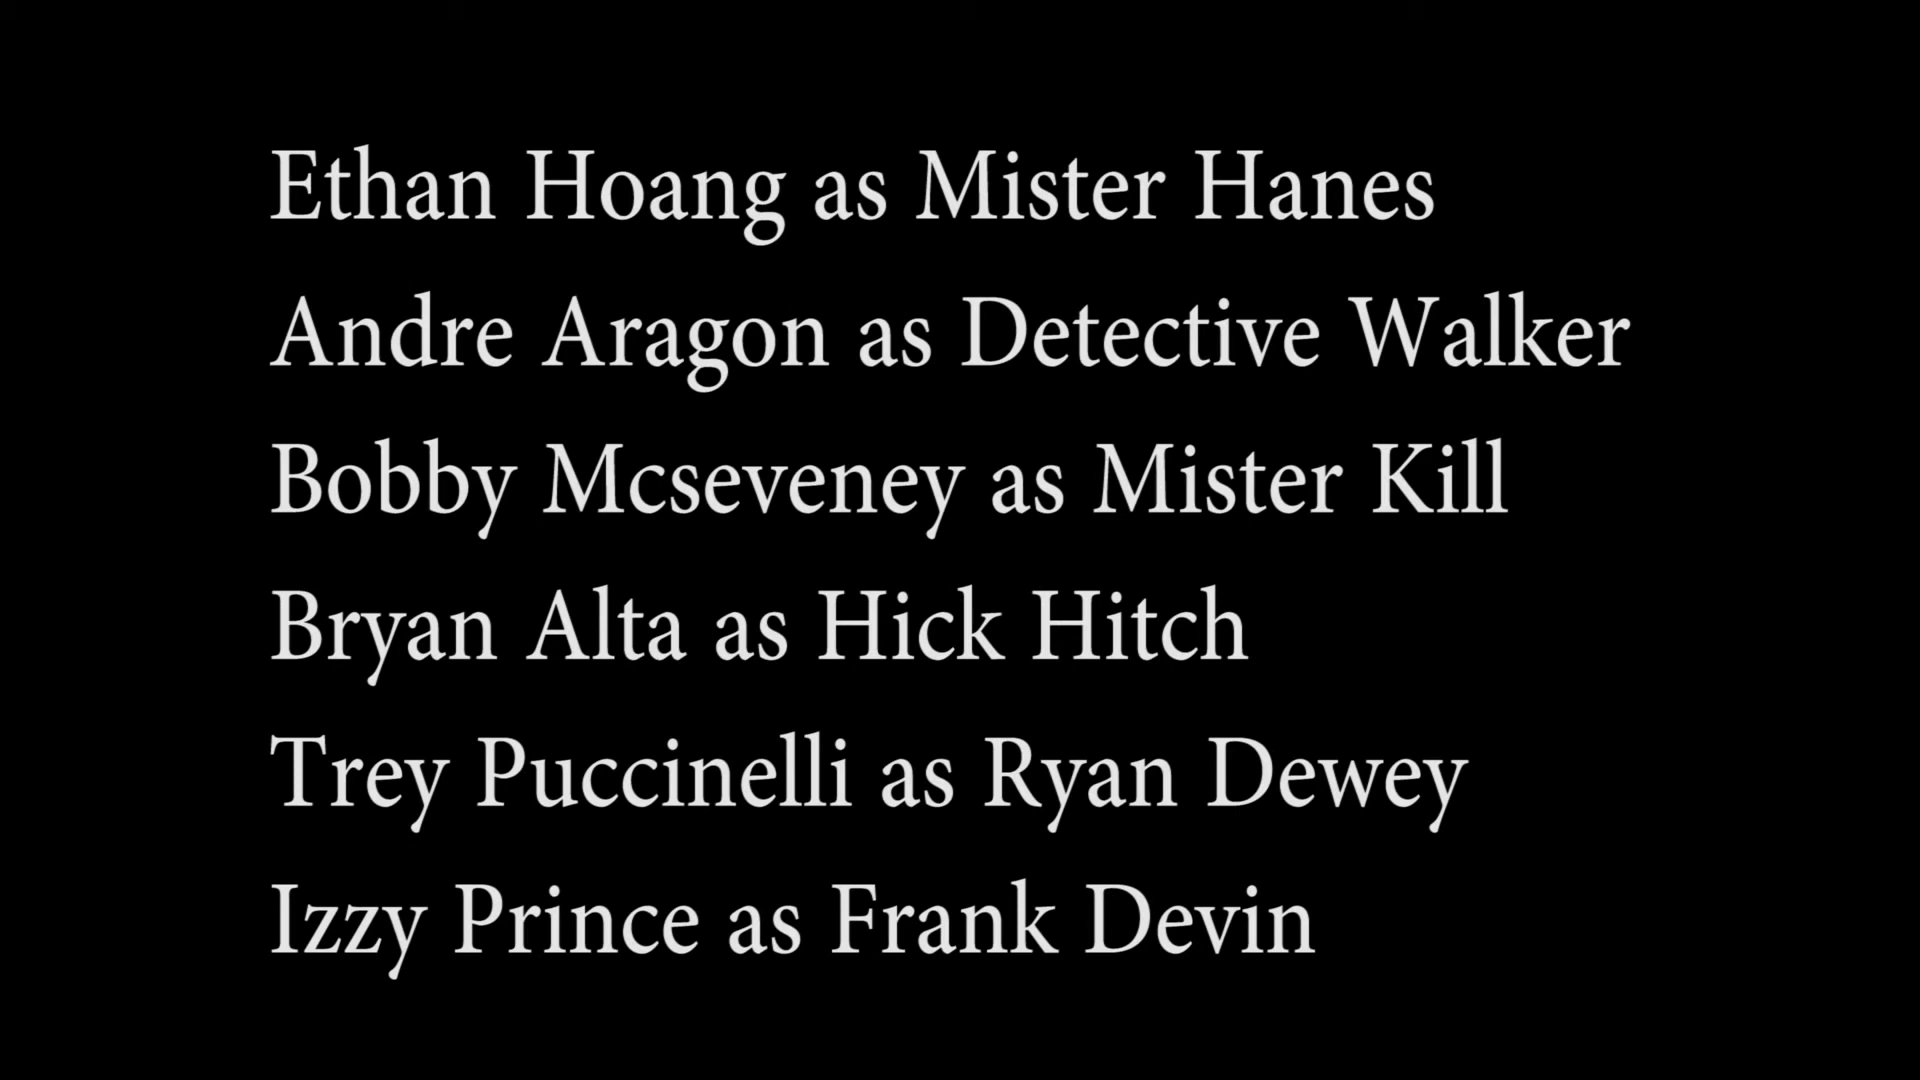 Ethan Hoang as Mister Hanes
Andre Aragon as Detective Walker
Bobby Mcseveney as Mister Kill
Bryan Alta as Hick Hitch
Trey Puccinelli as Ryan Dewey
Izzy Prince as Frank Devin